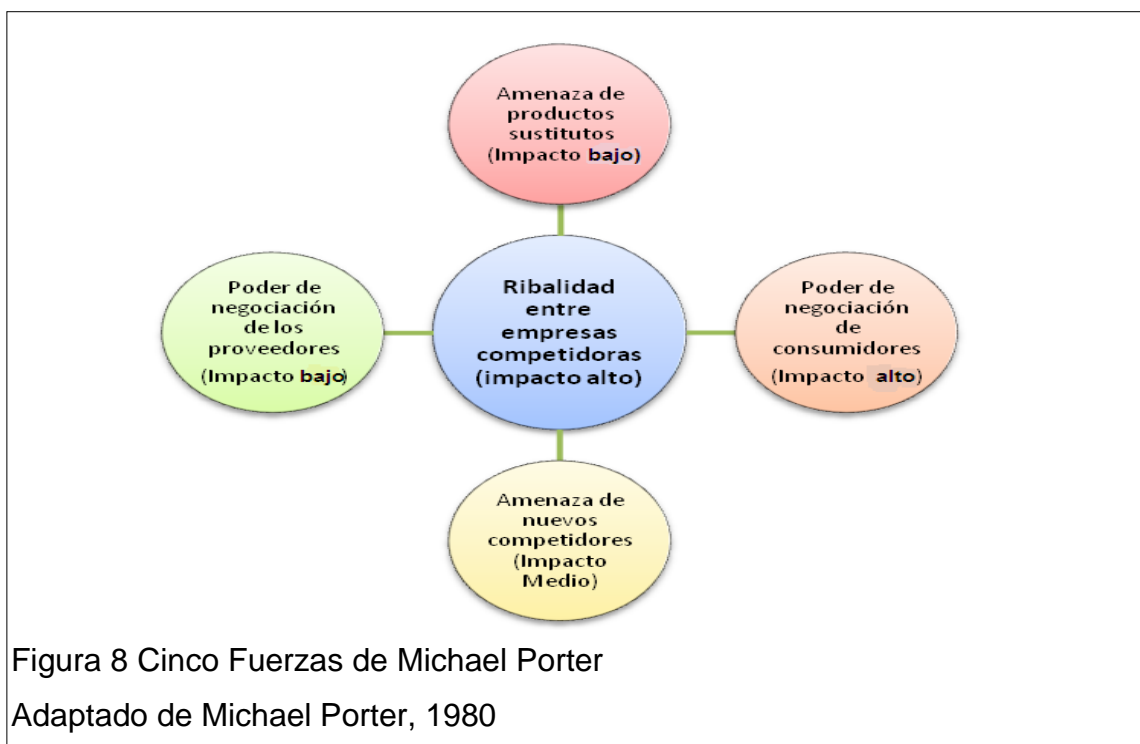 Amenaza de
productos
sustitutos
(Impacto bajo)
Poder de
negociación
de los
proveedores
(Impacto bajo)
Ribalidad
entre
empresas
competidoras
(impacto alto)
Poder de
negociación
de
consumidores
(Impacto alto)
Amenaza de
nuevos
competidores
(Impacto
Medio)
Figura 8 Cinco Fuerzas de Michael Porter
Adaptado de Michael Porter, 1980